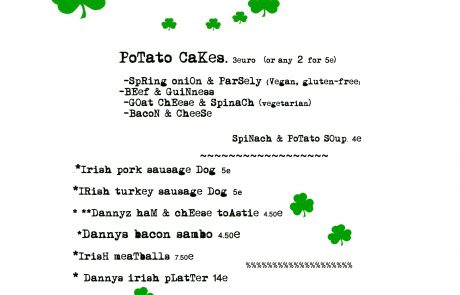 PoTato CaKes. 3euro (or any 2 for 5e)
-SpRing oniOn & ParSely (Vegan, gluten-free)
-BEef & GuiNness
-GOat ChEese & SpinaCh (vegetarian)
-BacoN & CheeSe
SpiNach & PoTato SOup. 4e
~~~~~~~~~~~~~~~~~~
*Irish pork sausage Dog 5e
*IRish turkey sausage Dog 5e
* **Dannyz haM & chEese toAstie 4.50e
*Dannys bacon sambo 4.50e
*IrisH meaTballs 7.50e
%%%%%%%%%%%%%%%%%%%%
* Dannys irish pLatTer 14e